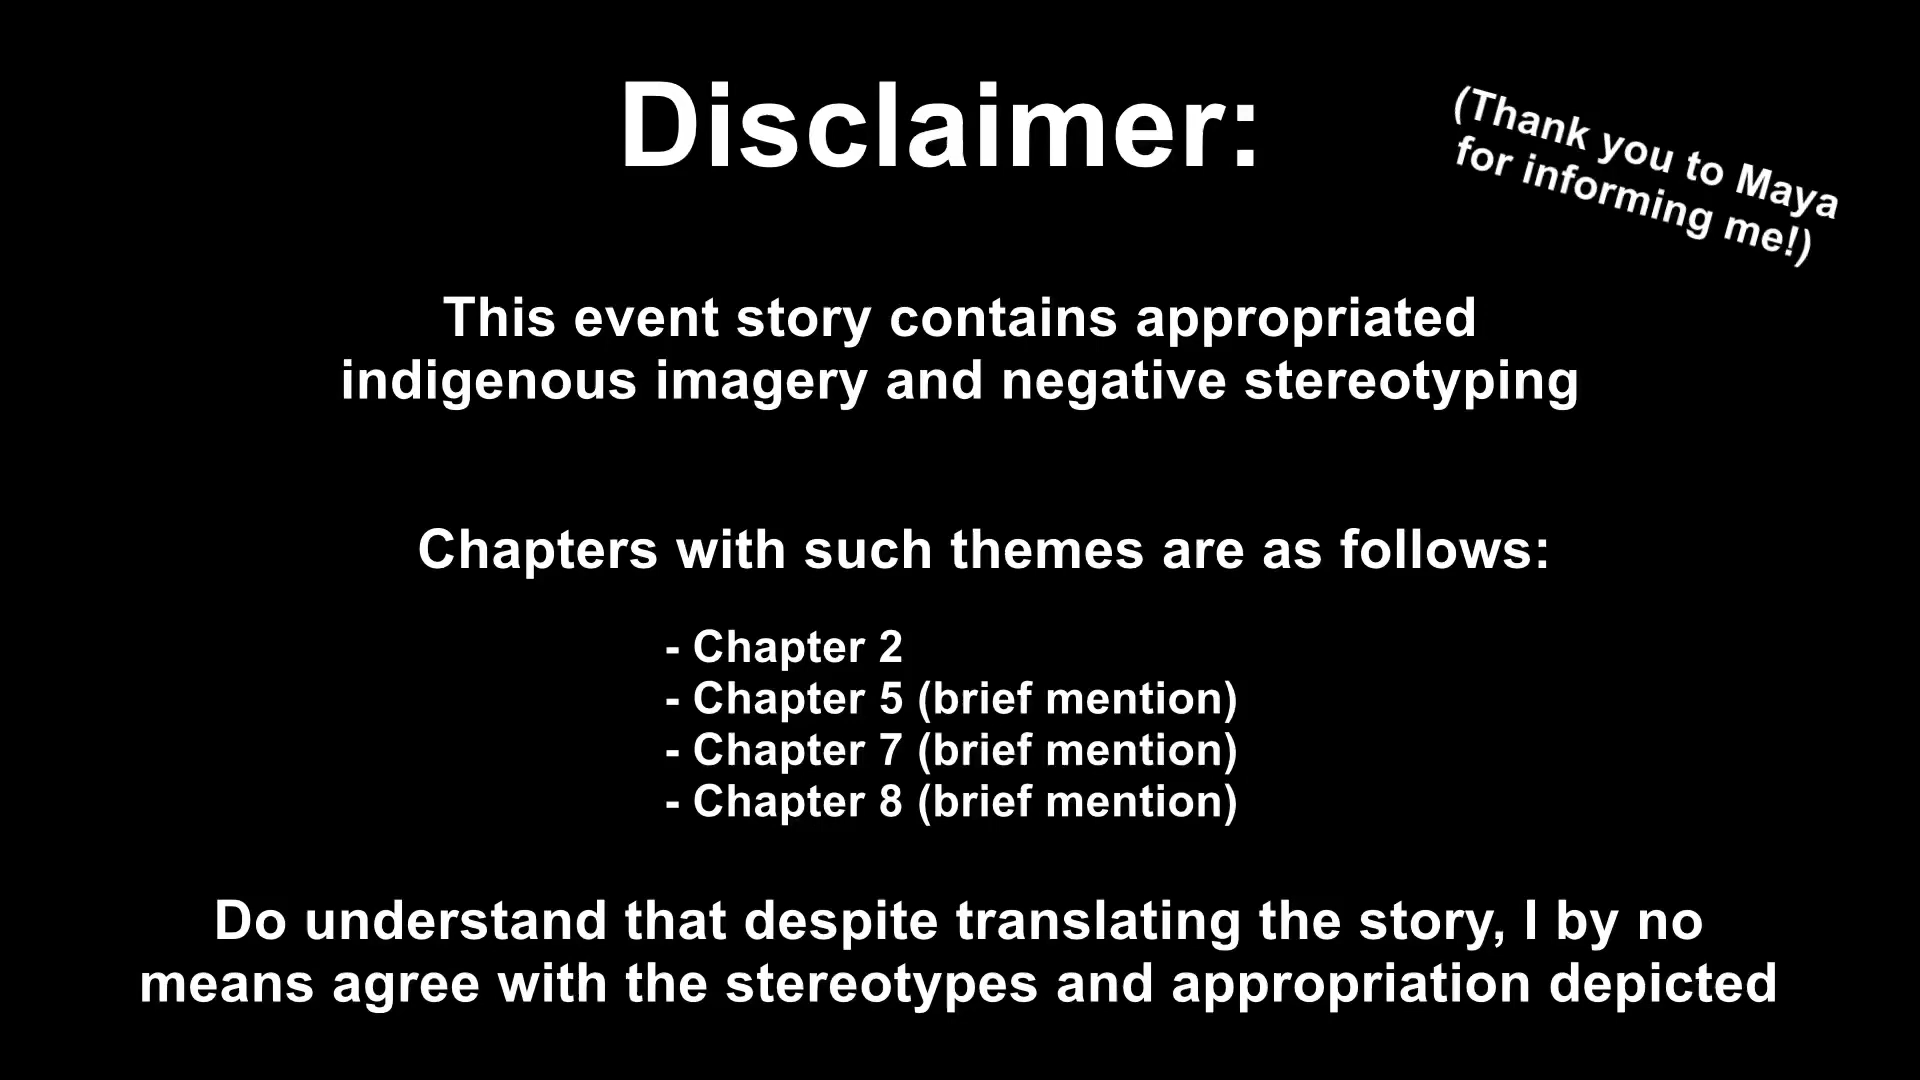 Disclaimer:
(Thank you to Maya
for informing me!)
This event story contains appropriated
indigenous imagery and negative stereotyping
Chapters with such themes are as follows:
- Chapter 2
- Chapter 5 (brief mention)
- Chapter 7 (brief mention)
- Chapter 8 (brief mention)
Do understand that despite translating the story, I by no
means agree with the stereotypes and appropriation depicted